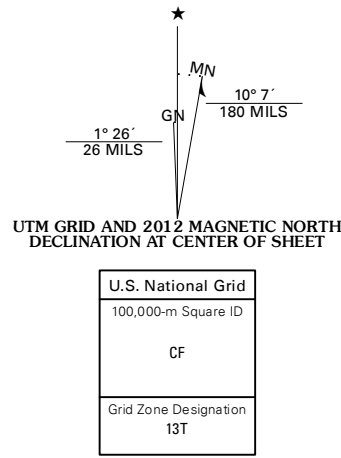 ★
MN
10° 7´
180 MILS
GN
1° 26´
26 MILS
UTM GRID AND 2012 MAGNETIC NORTH
DECLINATION AT CENTER OF SHEET
U.S. National Grid
100,000-m Square ID
CF
Grid Zone Designation
13T